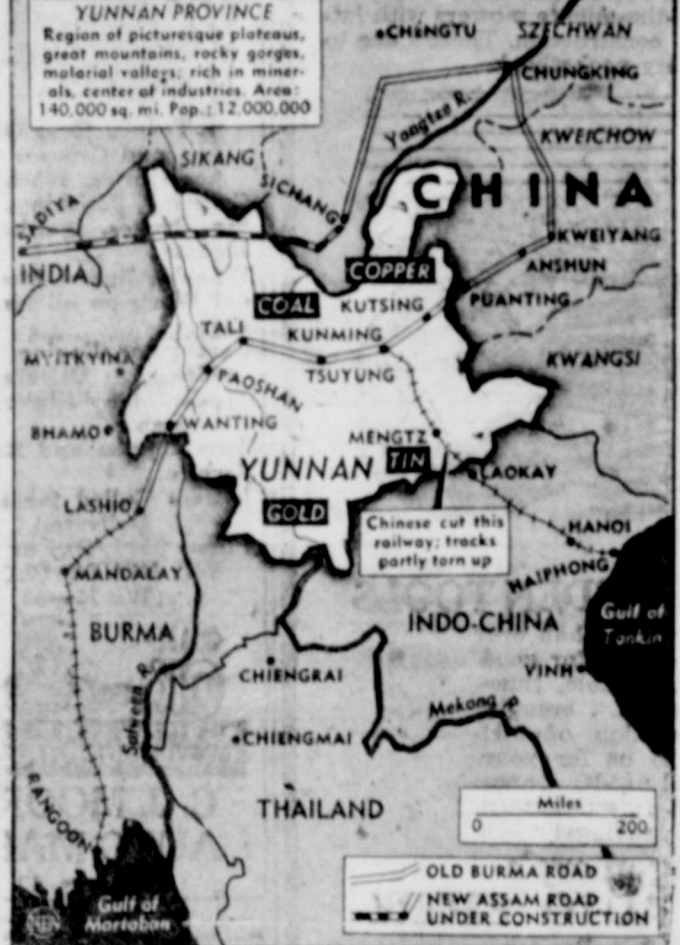 YUNNAN PROVINCE
Region of picturesque plateaus,
great mountains, rocky gorges,
malarial valleys; rich in miner-
als, center of industries. Area:
140,000 sq. mi. Pop.: 12,000,000
CHENGTU
SZECHWAN
CHUNGKING
Yangtze R.
KWEICHOW
SIKANG
SICHANG
CHINA
SADIYA
KWEIYANG
INDIA
ANSHUN
COPPER
COAL
KUTSING
PUANTING
TALI
KUNMING
MYITKYINA
TSUYUNG
KWANGSI
PAOSHAN
BHAMO
WANTING
MENGTZ
YUNNAN
TIN
LAOKAY
LASHIO
GOLD
Chinese cut this
railway; tracks
partly torn up
HANOI
MANDALAY
HAIPHONG
BURMA
INDO-CHINA
Gulf of
Tonkin
CHIENGRAI
VINH
Salween R.
Mekong R.
CHIENGMAI
RANGOON
THAILAND
Miles
0 200
OLD BURMA ROAD
NEW ASSAM ROAD
UNDER CONSTRUCTION
Gulf of
Martaban